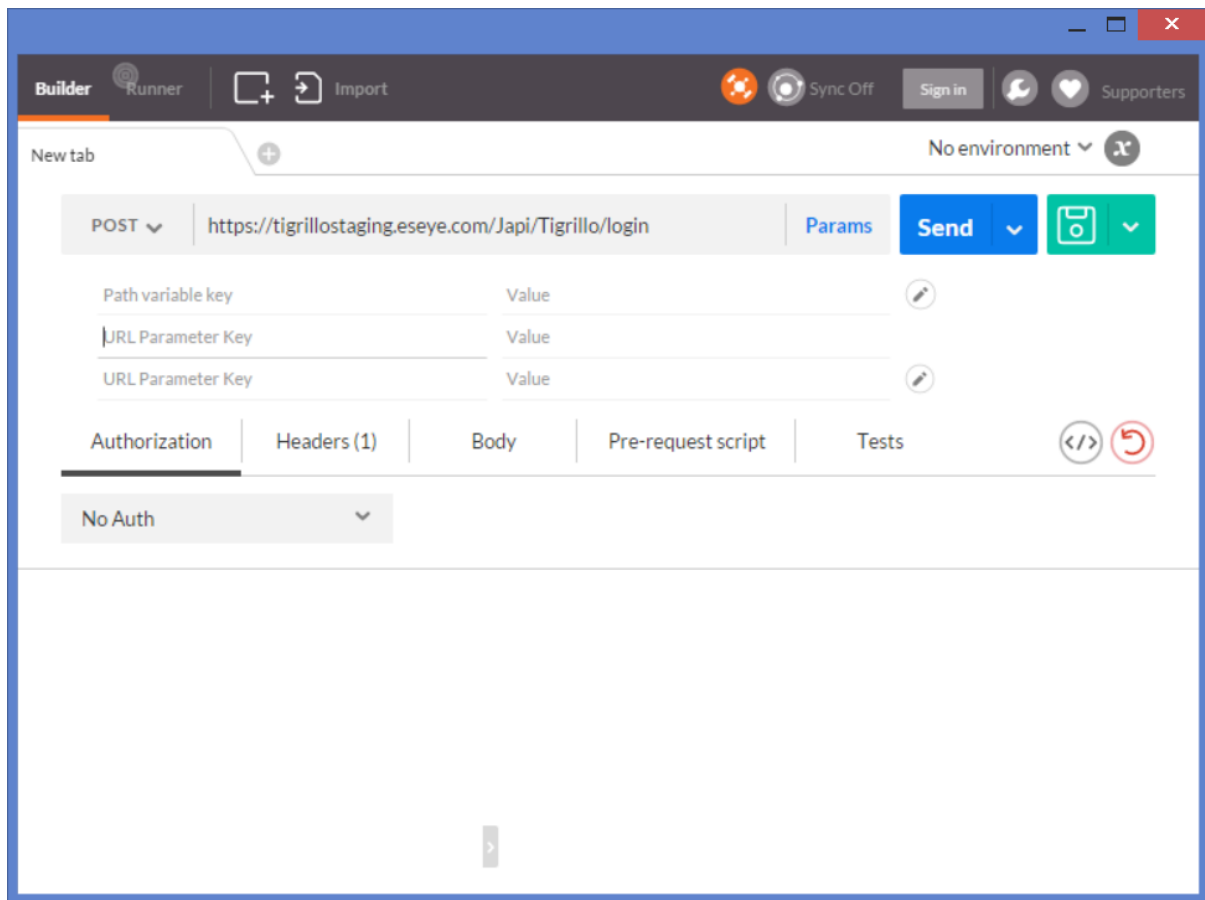 Builder Runner Import Sync Off Sign in Supporters
New tab No environment x
POST https://tigrillostaging.eseye.com/Japi/Tigrillo/login Params Send
Path variable key Value
URL Parameter Key Value
URL Parameter Key Value
Authorization Headers (1) Body Pre-request script Tests </>
No Auth